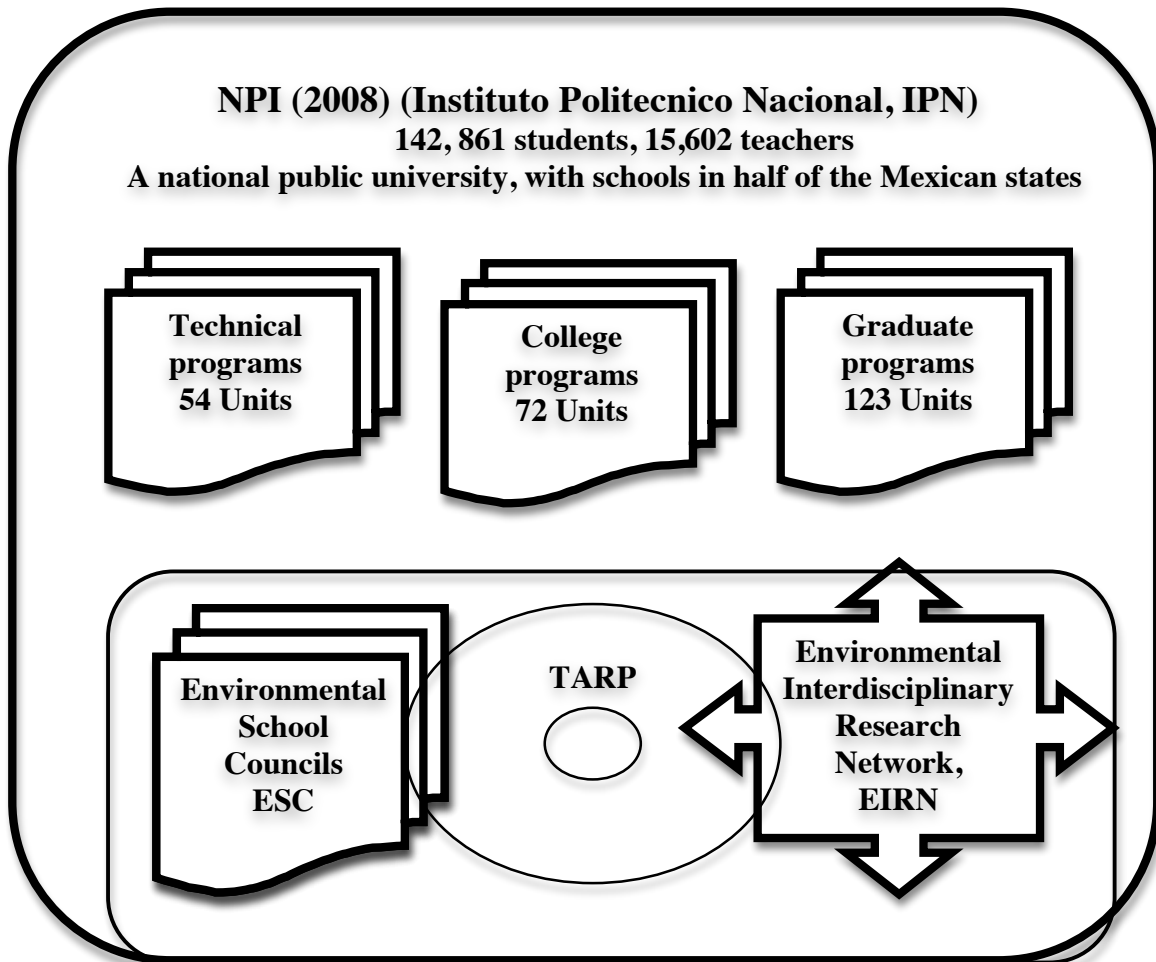 NPI (2008) (Instituto Politecnico Nacional, IPN)
142, 861 students, 15,602 teachers
A national public university, with schools in half of the Mexican states
Technical
programs
54 Units
College
programs
72 Units
Graduate
programs
123 Units
Environmental
School
Councils
ESC
TARP
Environmental
Interdisciplinary
Research
Network,
EIRN